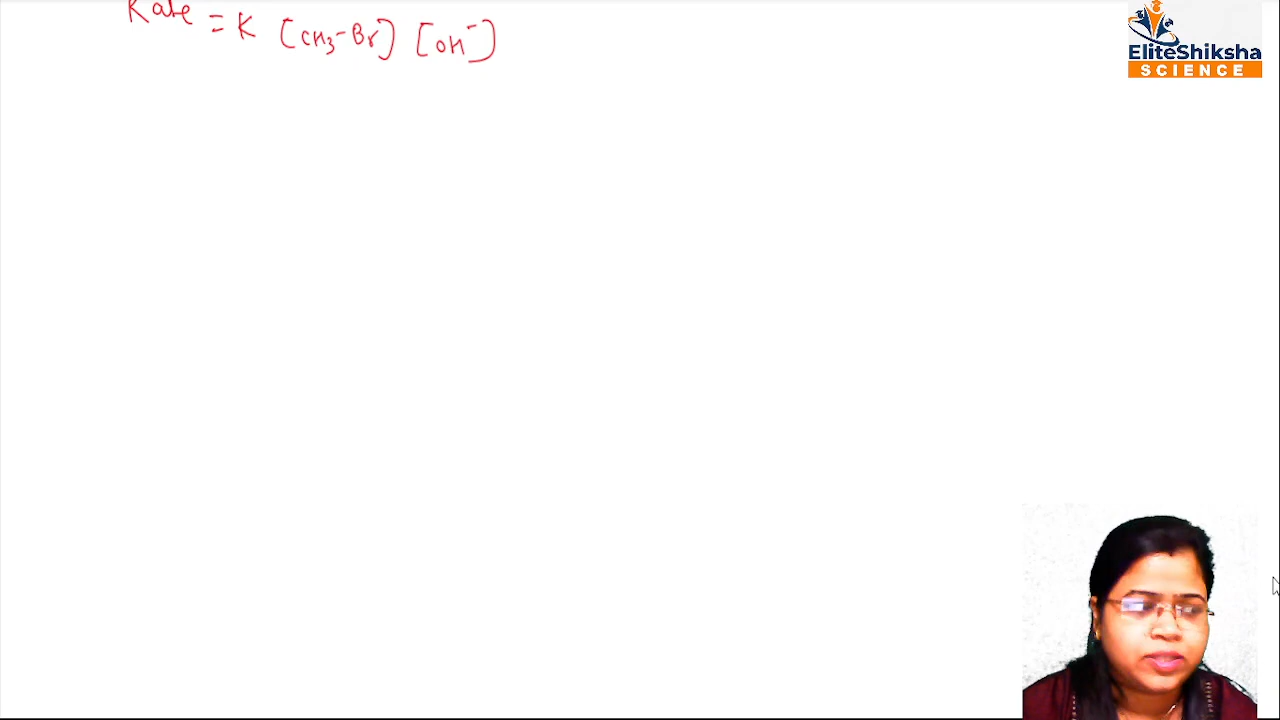 Rate = K [CH₃-Br] [OH⁻]
EliteShiksha
SCIENCE